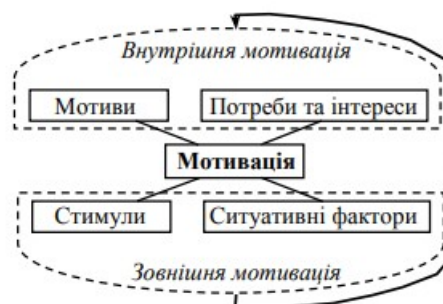 Внутрішня мотивація
Мотиви Потреби та інтереси
Мотивація
Стимули Ситуативні фактори
Зовнішня мотивація